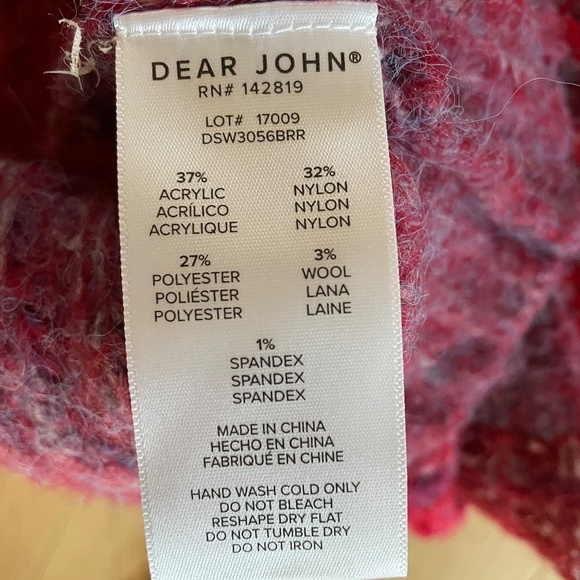 DEAR JOHN®
RN# 142819
LOT# 17009
DSW3056BRR
37%
ACRYLIC
ACRÍLICO
ACRYLIQUE
32%
NYLON
NYLON
NYLON
27%
POLYESTER
POLIÉSTER
POLYESTER
3%
WOOL
LANA
LAINE
1%
SPANDEX
SPANDEX
SPANDEX
MADE IN CHINA
HECHO EN CHINA
FABRIQUÉ EN CHINE
HAND WASH COLD ONLY
DO NOT BLEACH
RESHAPE DRY FLAT
DO NOT TUMBLE DRY
DO NOT IRON